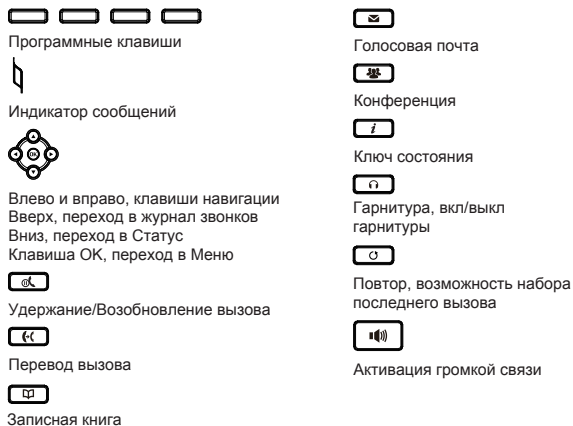 Программные клавиши
Индикатор сообщений
OK
Влево и вправо, клавиши навигации
Вверх, переход в журнал звонков
Вниз, переход в Статус
Клавиша OK, переход в Меню
Удержание/Возобновление вызова
Перевод вызова
Записная книга
Голосовая почта
Конференция
i
Ключ состояния
Гарнитура, вкл/выкл
гарнитуры
Повтор, возможность набора
последнего вызова
Активация громкой связи